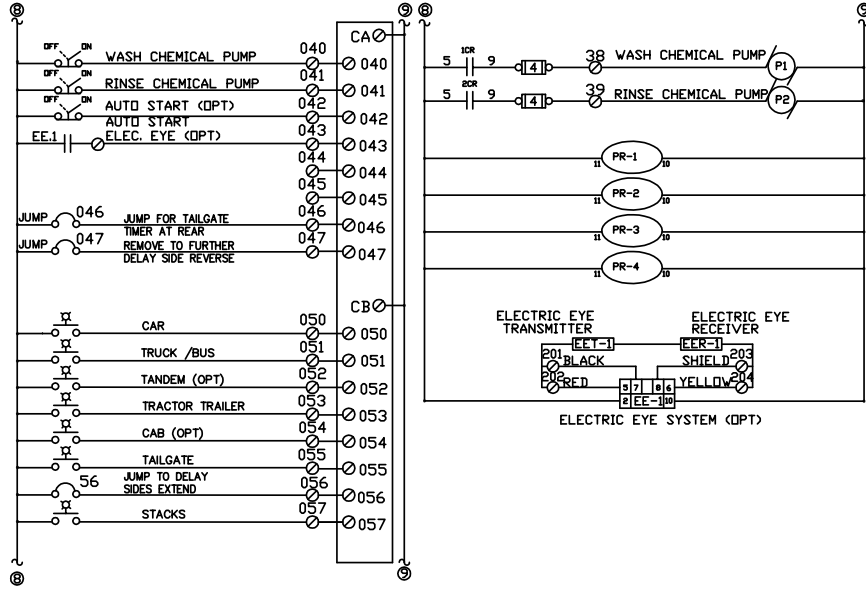 8
9
8
9
CA
OFF ON WASH CHEMICAL PUMP 040 040
OFF ON RINSE CHEMICAL PUMP 041 041
OFF ON AUTO START (OPT) 042 042
AUTO START
EE.1 ELEC. EYE (OPT) 043 043
044 044
045 045
JUMP 046 JUMP FOR TAILGATE 046 046
TIMER AT REAR
JUMP 047 REMOVE TO FURTHER 047 047
DELAY SIDE REVERSE
CB
CAR 050 050
TRUCK /BUS 051 051
TANDEM (OPT) 052 052
TRACTOR TRAILER 053 053
CAB (OPT) 054 054
TAILGATE 055 055
56 JUMP TO DELAY 056 056
SIDES EXTEND
STACKS 057 057
8
9
5 1CR 9 4 38 WASH CHEMICAL PUMP P1
5 2CR 9 4 39 RINSE CHEMICAL PUMP P2
11 PR-1 10
11 PR-2 10
11 PR-3 10
11 PR-4 10
ELECTRIC EYE
TRANSMITTER
ELECTRIC EYE
RECEIVER
EET-1 EER-1
201 BLACK SHIELD 203
202 RED 5 7 8 6 YELLOW 204
2 EE-1 10
ELECTRIC EYE SYSTEM (OPT)